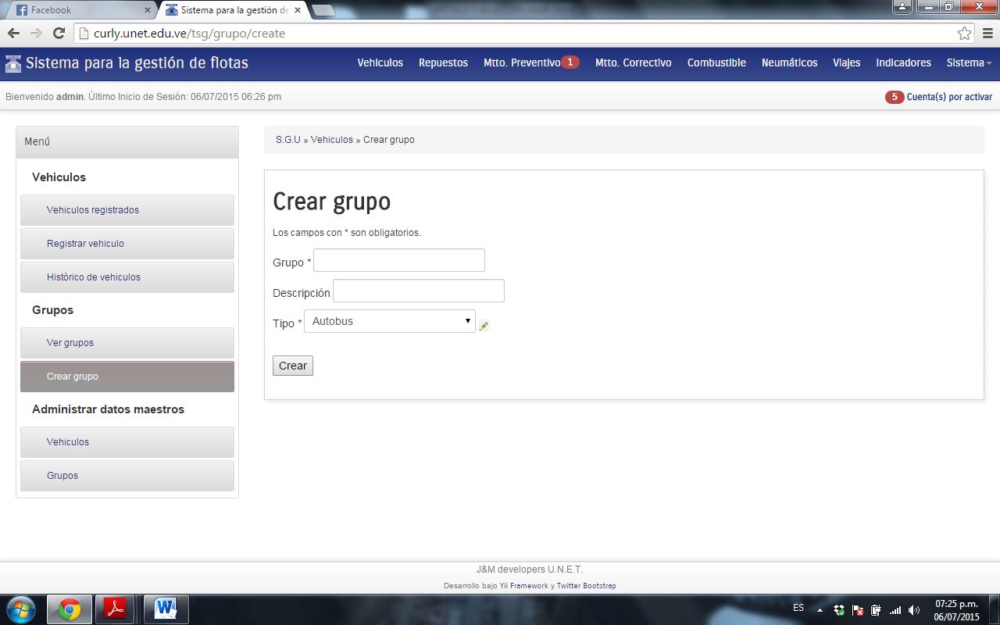 Facebook
Sistema para la gestión de
curly.unet.edu.ve/tsg/grupo/create
Sistema para la gestión de flotas
Vehiculos Repuestos Mtto. Preventivo 1 Mtto. Correctivo Combustible Neumáticos Viajes Indicadores Sistema
Bienvenido admin. Último Inicio de Sesión: 06/07/2015 06:26 pm
5 Cuenta(s) por activar
Menú
Vehiculos
Vehiculos registrados
Registrar vehiculo
Histórico de vehiculos
Grupos
Ver grupos
Crear grupo
Administrar datos maestros
Vehiculos
Grupos
S.G.U » Vehiculos » Crear grupo
Crear grupo
Los campos con * son obligatorios.
Grupo *
Descripción
Tipo * Autobus
Crear
J&M developers U.N.E.T.
Desarrollo bajo Yii Framework y Twitter Bootstrap
ES
07:25 p.m.
06/07/2015